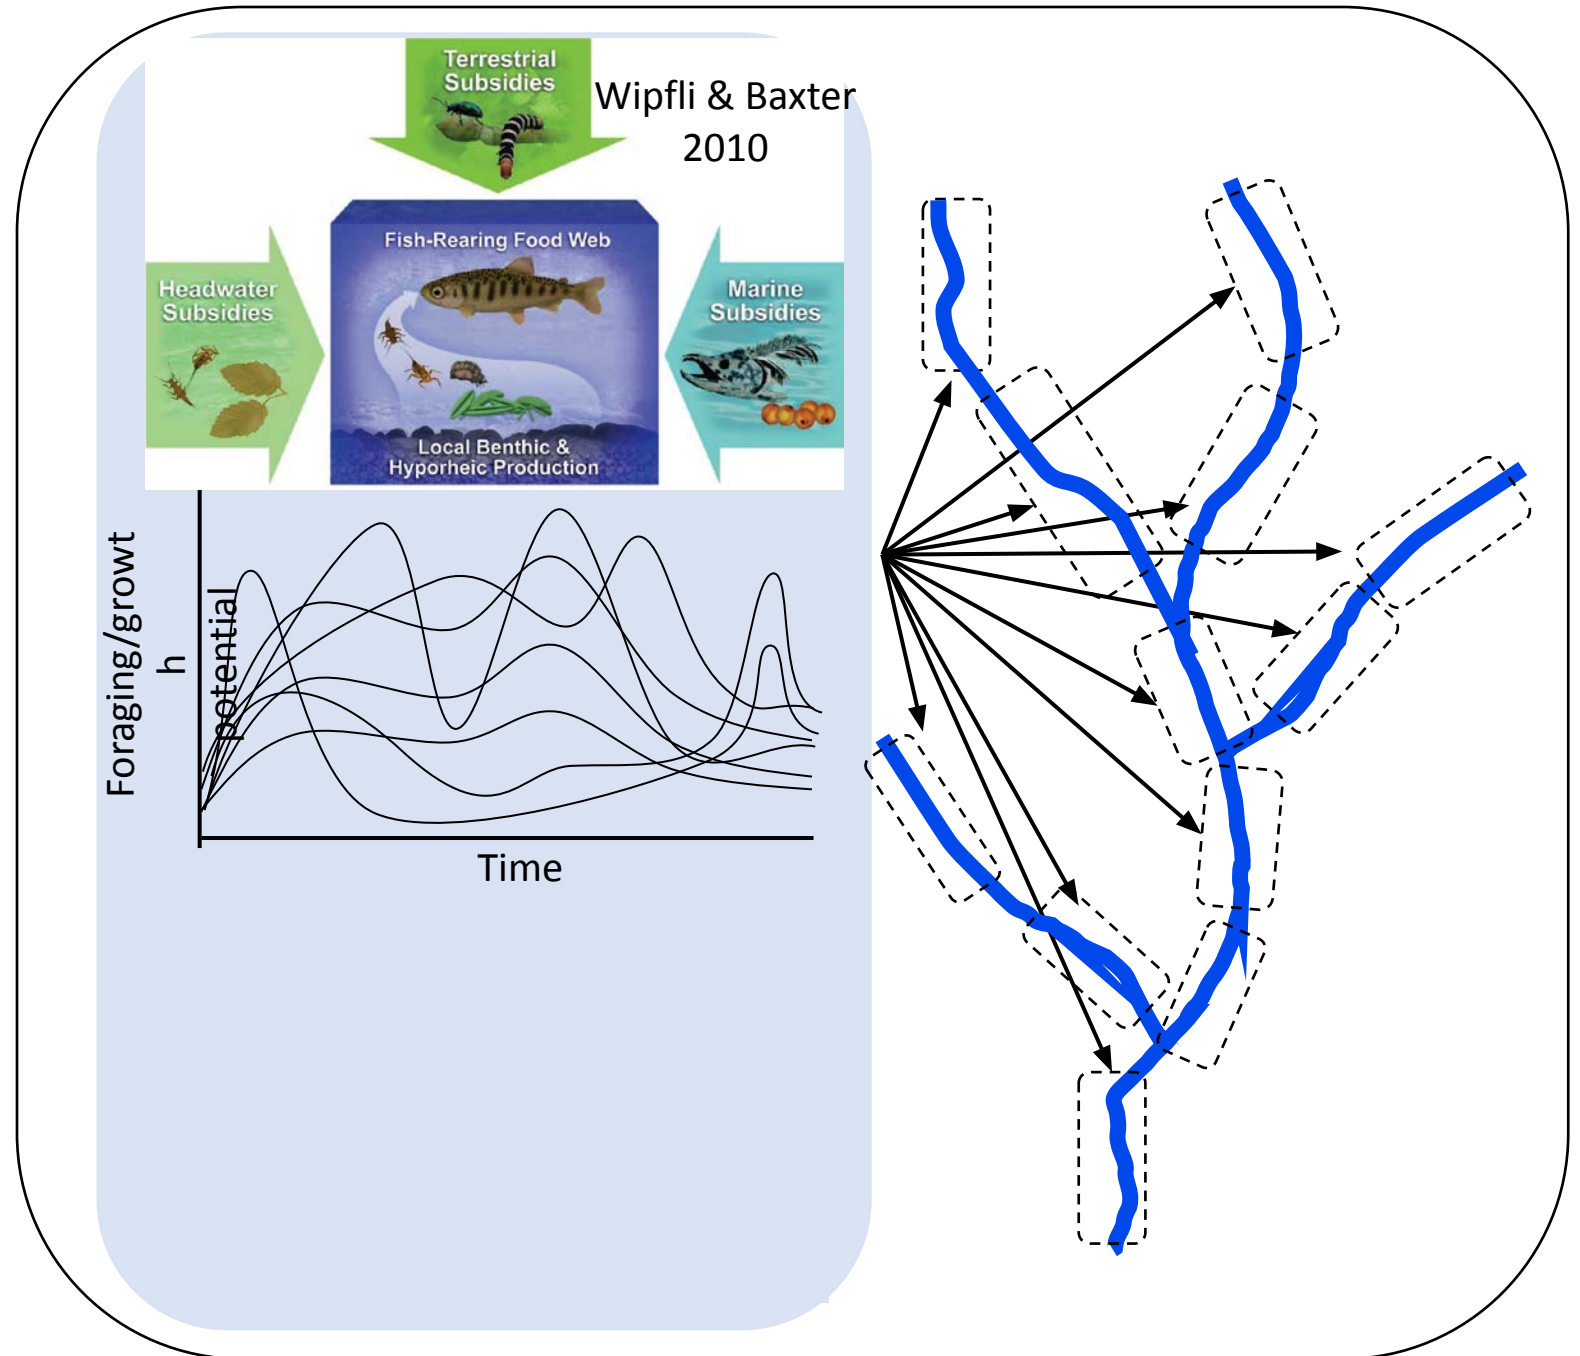 Terrestrial
Subsidies
Wipfli & Baxter
2010
Fish-Rearing Food Web
Headwater
Subsidies
Marine
Subsidies
Local Benthic &
Hyporheic Production
Foraging/growt
h
potential
Time